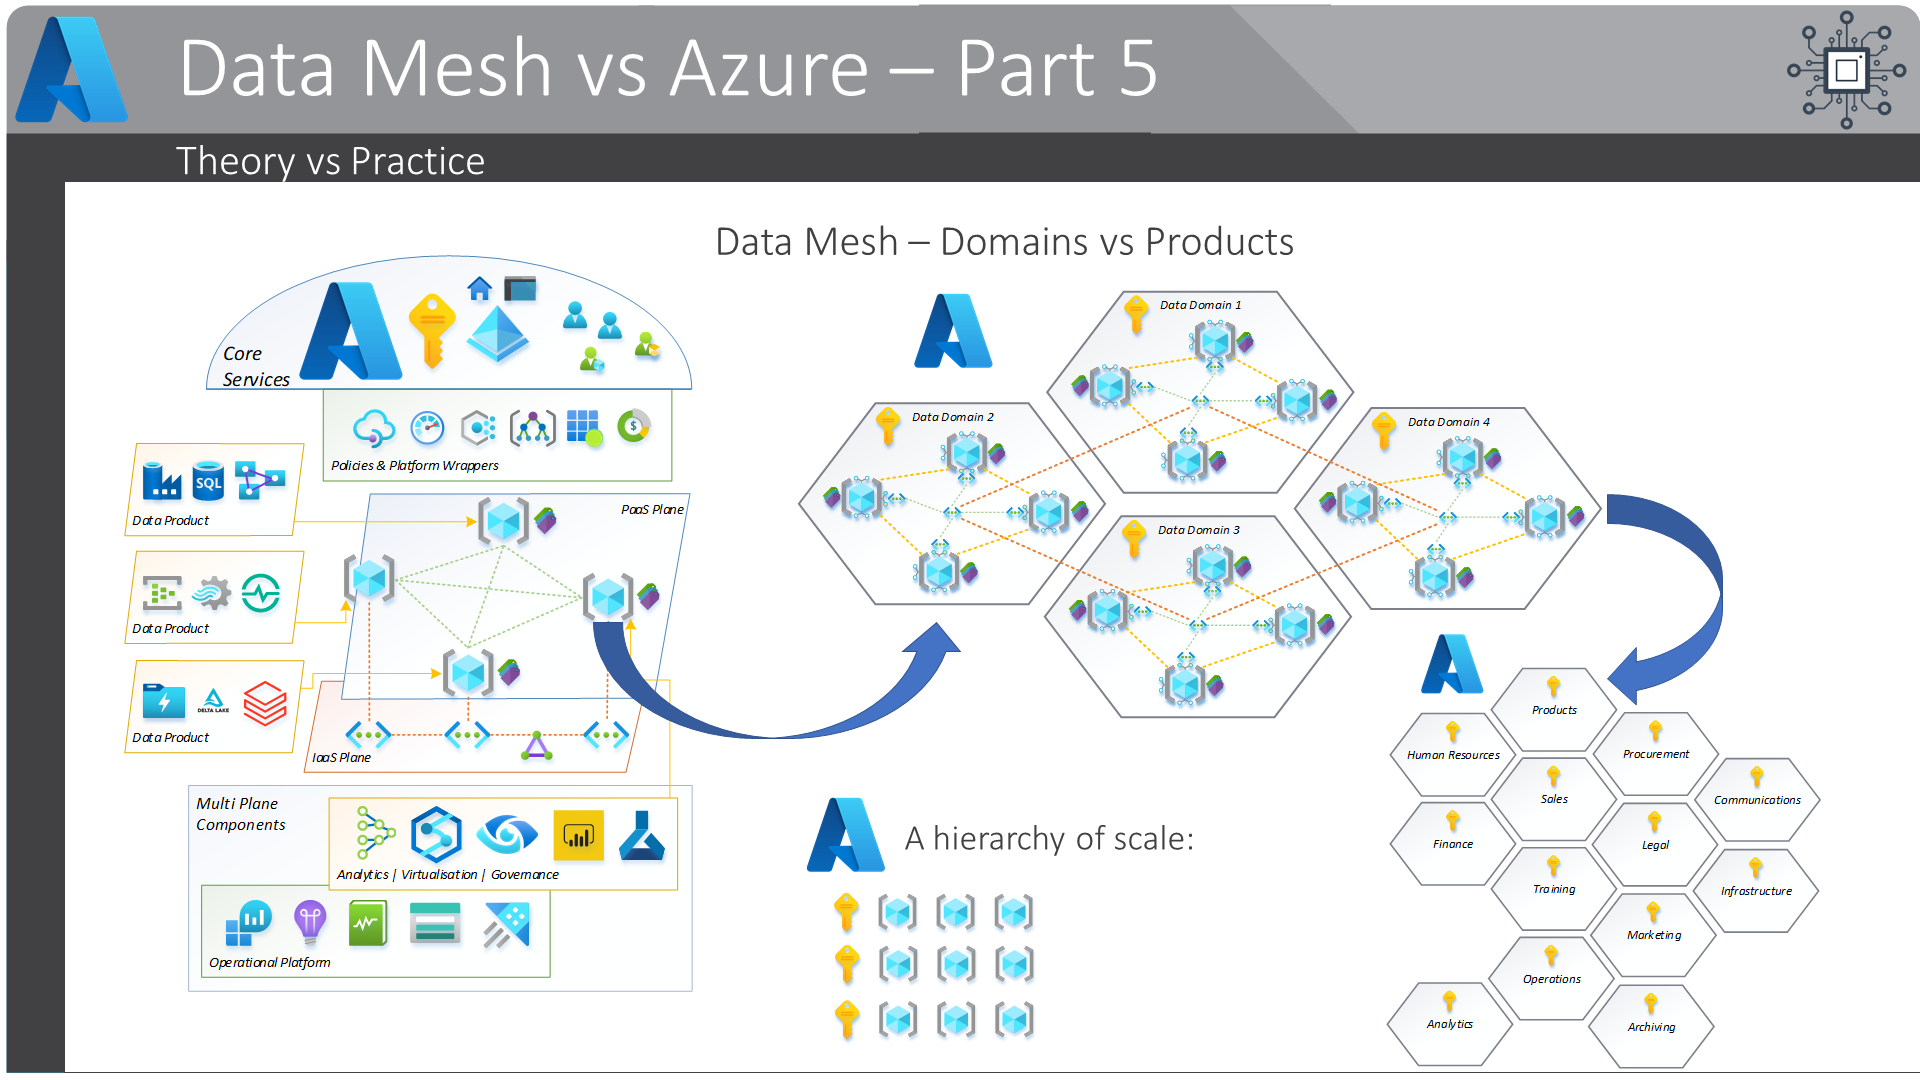 Data Mesh vs Azure – Part 5
Theory vs Practice
Data Mesh – Domains vs Products
Core
Services
Policies & Platform Wrappers
SQL
Data Product
Data Product
DELTA LAKE
Data Product
PaaS Plane
IaaS Plane
Multi Plane
Components
Analytics | Virtualisation | Governance
Operational Platform
Data Domain 1
Data Domain 2
Data Domain 4
Data Domain 3
A hierarchy of scale:
Products
Human Resources
Procurement
Sales
Communications
Finance
Legal
Training
Infrastructure
Marketing
Operations
Analytics
Archiving